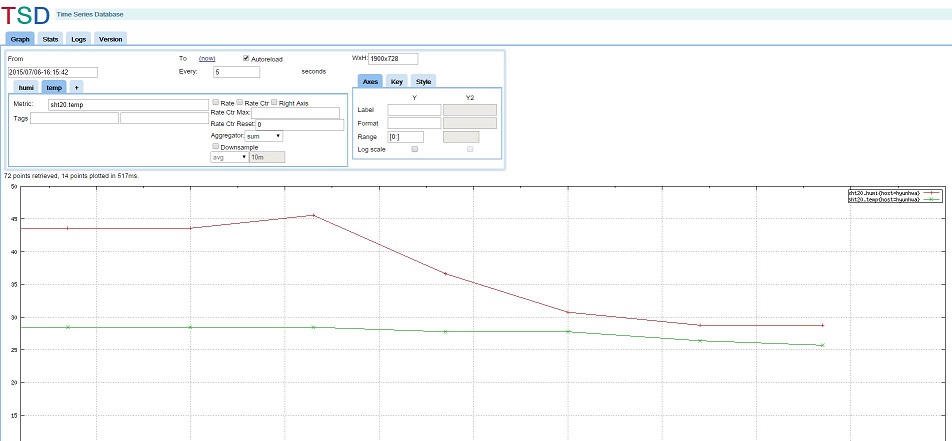 TSD Time Series Database
Graph Stats Logs Version
From To (now) Autoreload WxH: 1900x728
2015/07/06-16:15:42 Every: 5 seconds
humi temp + Axes Key Style
Metric: sht20.temp Rate Rate Ctr Right Axis Y Y2
Tags Rate Ctr Max: Label
Rate Ctr Reset: 0 Format
Aggregator: sum Range [0:]
Downsample Log scale
avg 10m
72 points retrieved, 14 points plotted in 517ms.
50
sht20.humi{host=hyunhwa}
sht20.temp{host=hyunhwa}
45
40
35
30
25
20
15